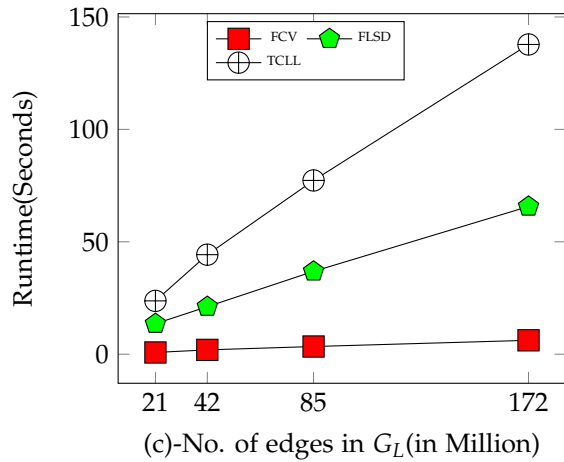 150
100
50
0
Runtime(Seconds)
FCV
FLSD
TCLL
21 42 85 172
(c)-No. of edges in G_L(in Million)